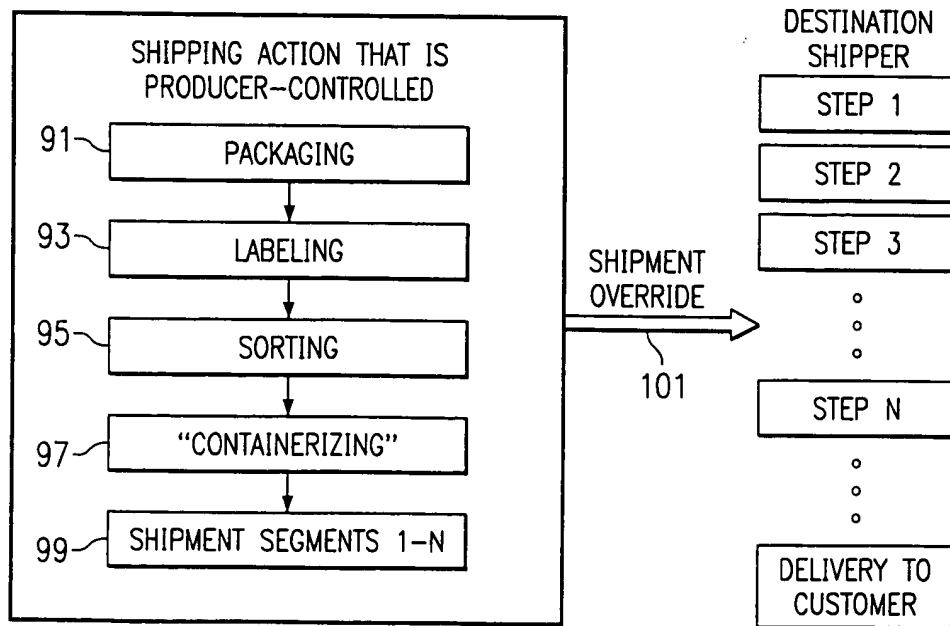 SHIPPING ACTION THAT IS
PRODUCER-CONTROLLED
91
PACKAGING
93
LABELING
95
SORTING
97
"CONTAINERIZING"
99
SHIPMENT SEGMENTS 1-N
SHIPMENT
OVERRIDE
101
DESTINATION
SHIPPER
STEP 1
STEP 2
STEP 3
STEP N
DELIVERY TO
CUSTOMER